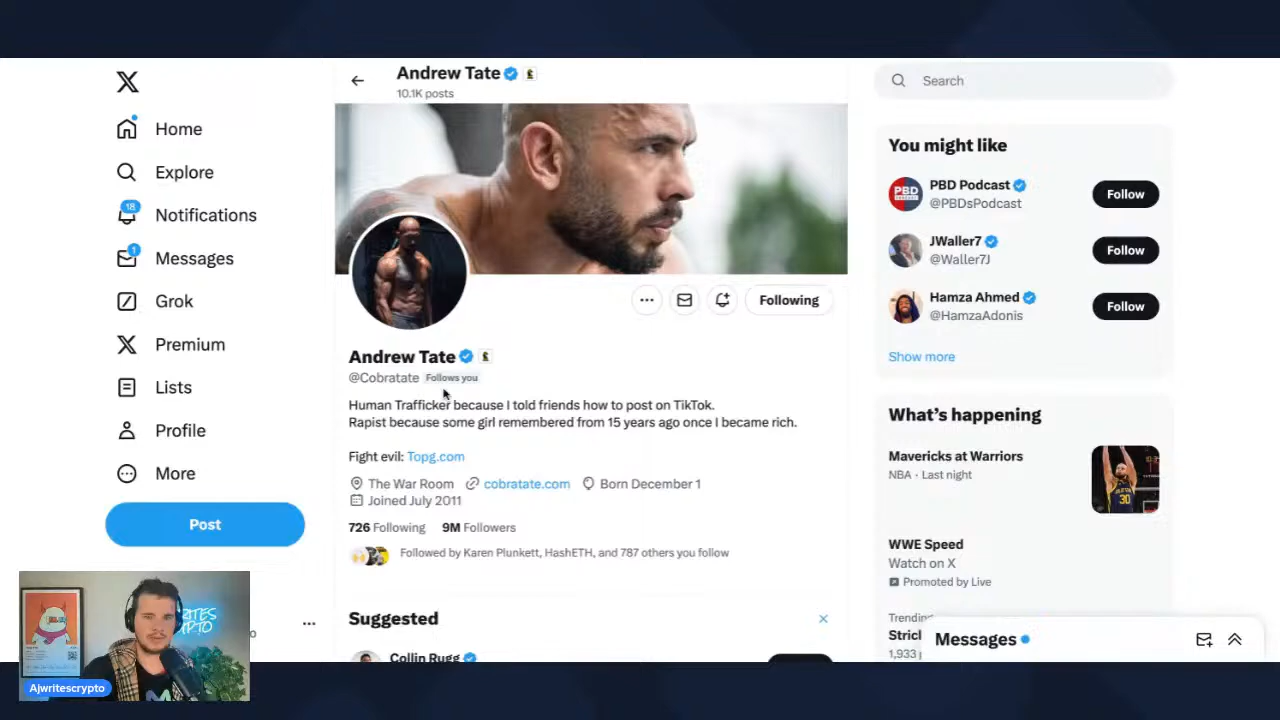 Home
Explore
18
Notifications
1
Messages
Grok
Premium
Lists
Profile
More
Post
Andrew Tate
10.1K posts
Following
Andrew Tate
@Cobratate Follows you
Human Trafficker because I told friends how to post on TikTok.
Rapist because some girl remembered from 15 years ago once I became rich.
Fight evil: Topg.com
The War Room cobratate.com Born December 1
Joined July 2011
726 Following 9M Followers
Followed by Karen Plunkett, HashETH, and 787 others you follow
Suggested
Collin Rugg
Search
You might like
PBD
PBD Podcast
@PBDsPodcast
Follow
JWaller7
@Waller7J
Follow
Hamza Ahmed
@HamzaAdonis
Follow
Show more
What's happening
Mavericks at Warriors
NBA · Last night
30
WWE Speed
Watch on X
Promoted by Live
Trending
1,933
Messages
Ajwritescrypto